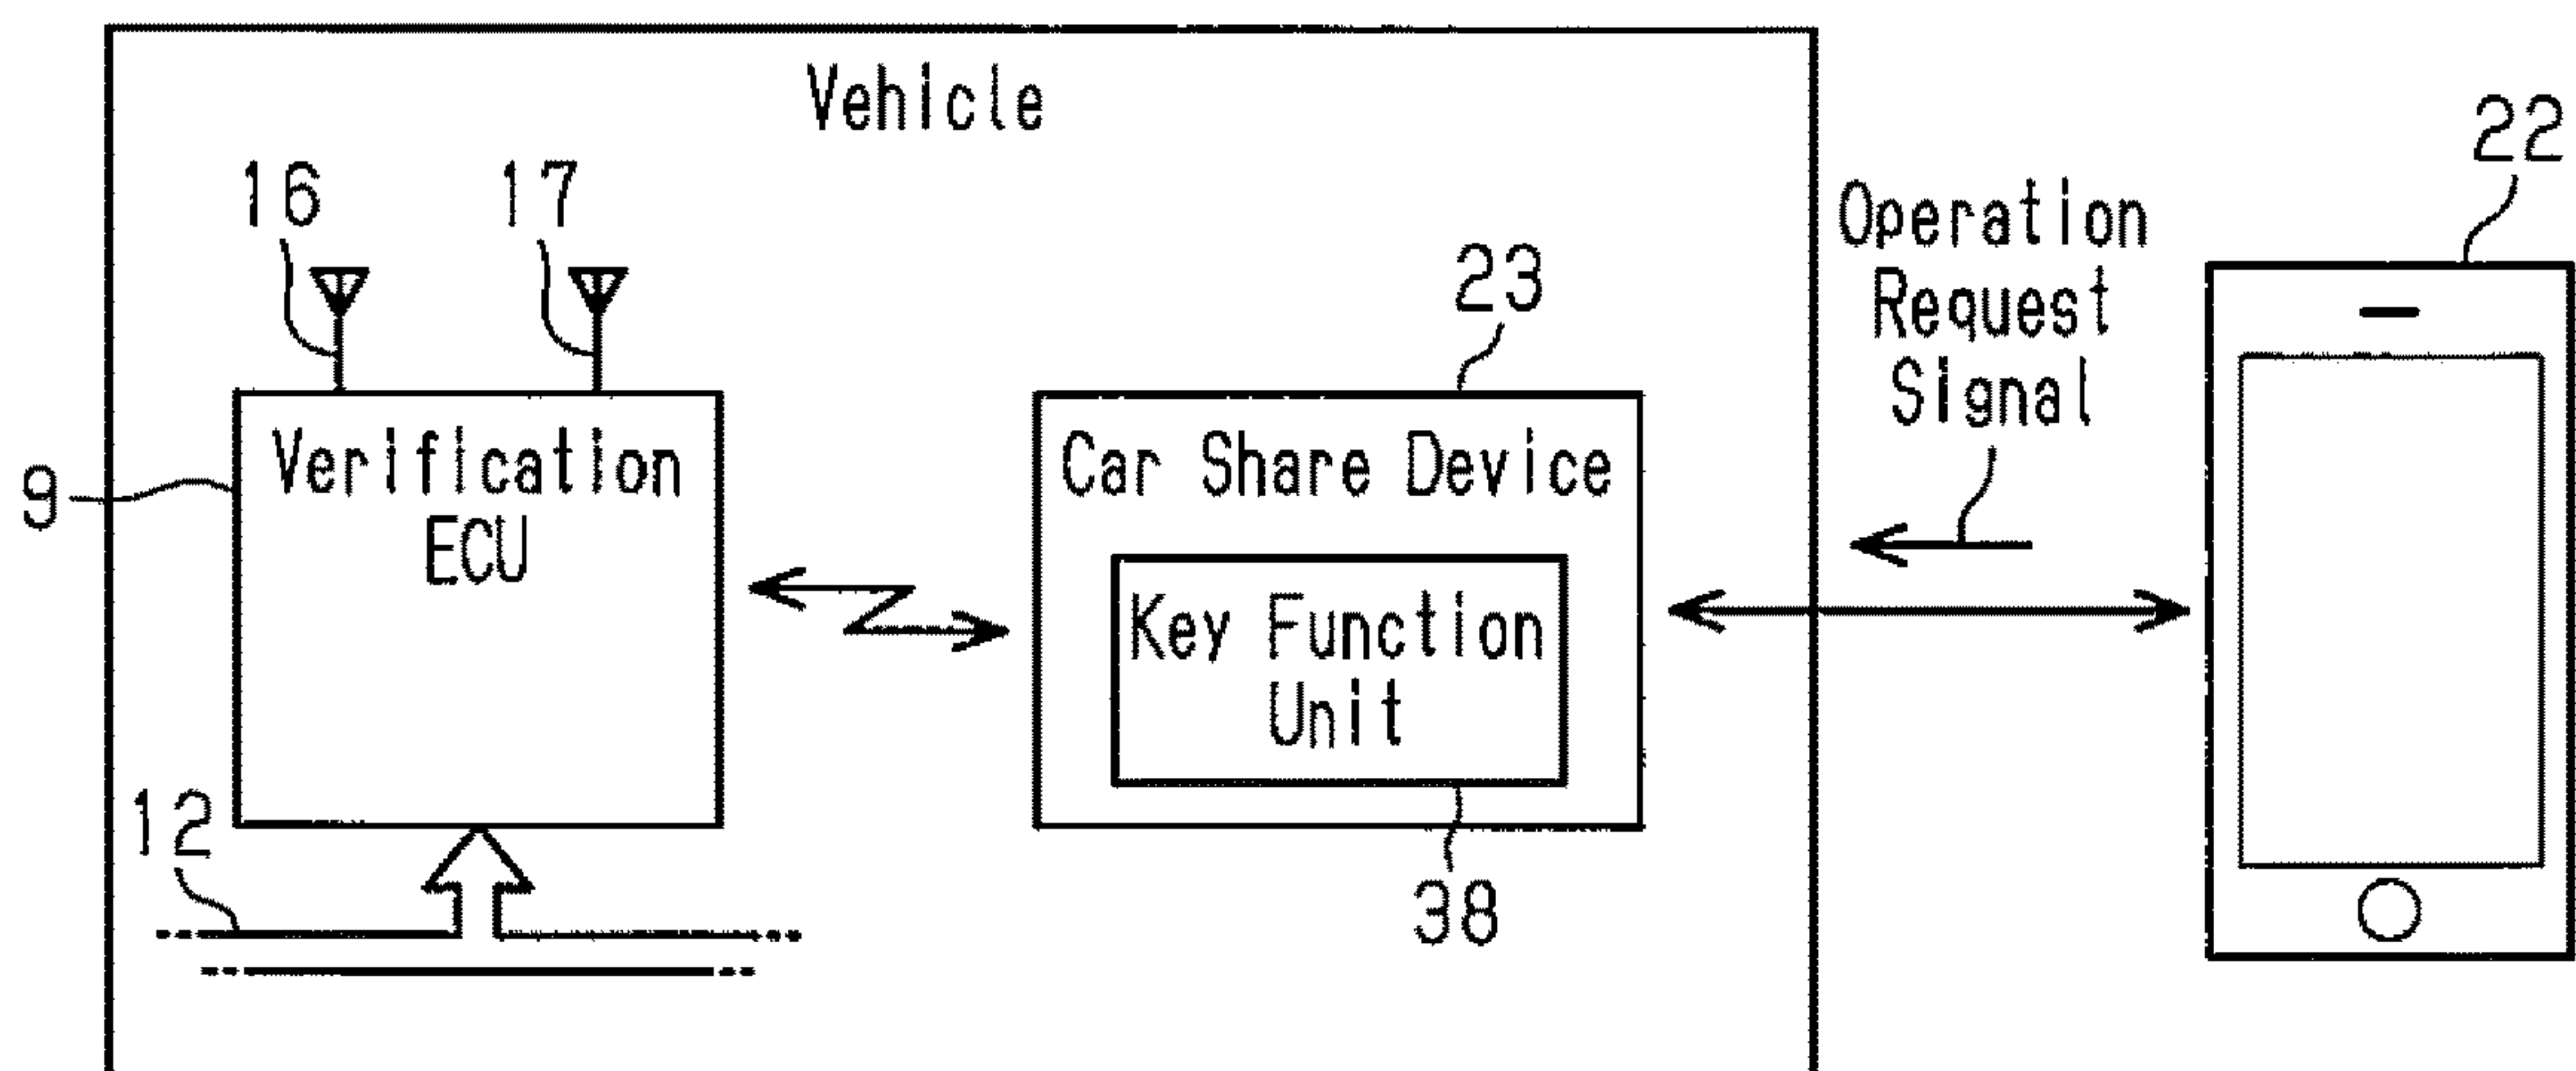 Vehicle
22
16
17
Operation
Request
Signal
23
9
Verification
ECU
Car Share Device
Key Function
Unit
12
38